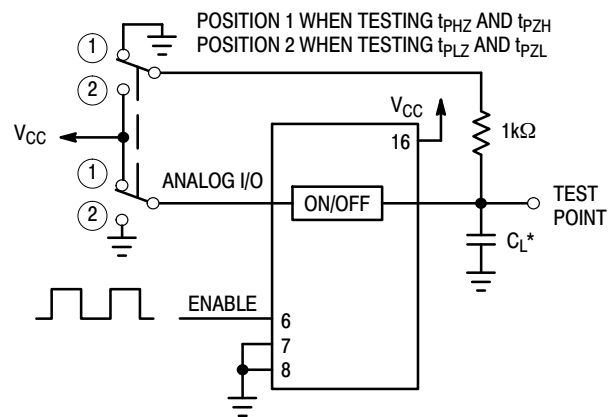 POSITION 1 WHEN TESTING tPHZ AND tPZH
POSITION 2 WHEN TESTING tPLZ AND tPZL
1
2
VCC
VCC
16
1kΩ
1
ANALOG I/O
ON/OFF
TEST
POINT
2
CL*
ENABLE
6
7
8